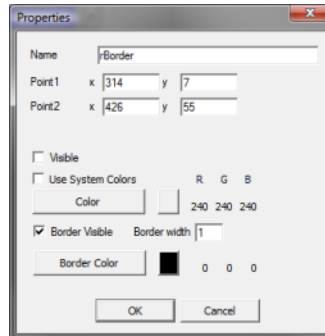 Properties
Name rBorder
Point1 x 314 y 7
Point2 x 426 y 55
Visible
Use System Colors R G B
Color 240 240 240
Border Visible Border width 1
Border Color 0 0 0
OK Cancel